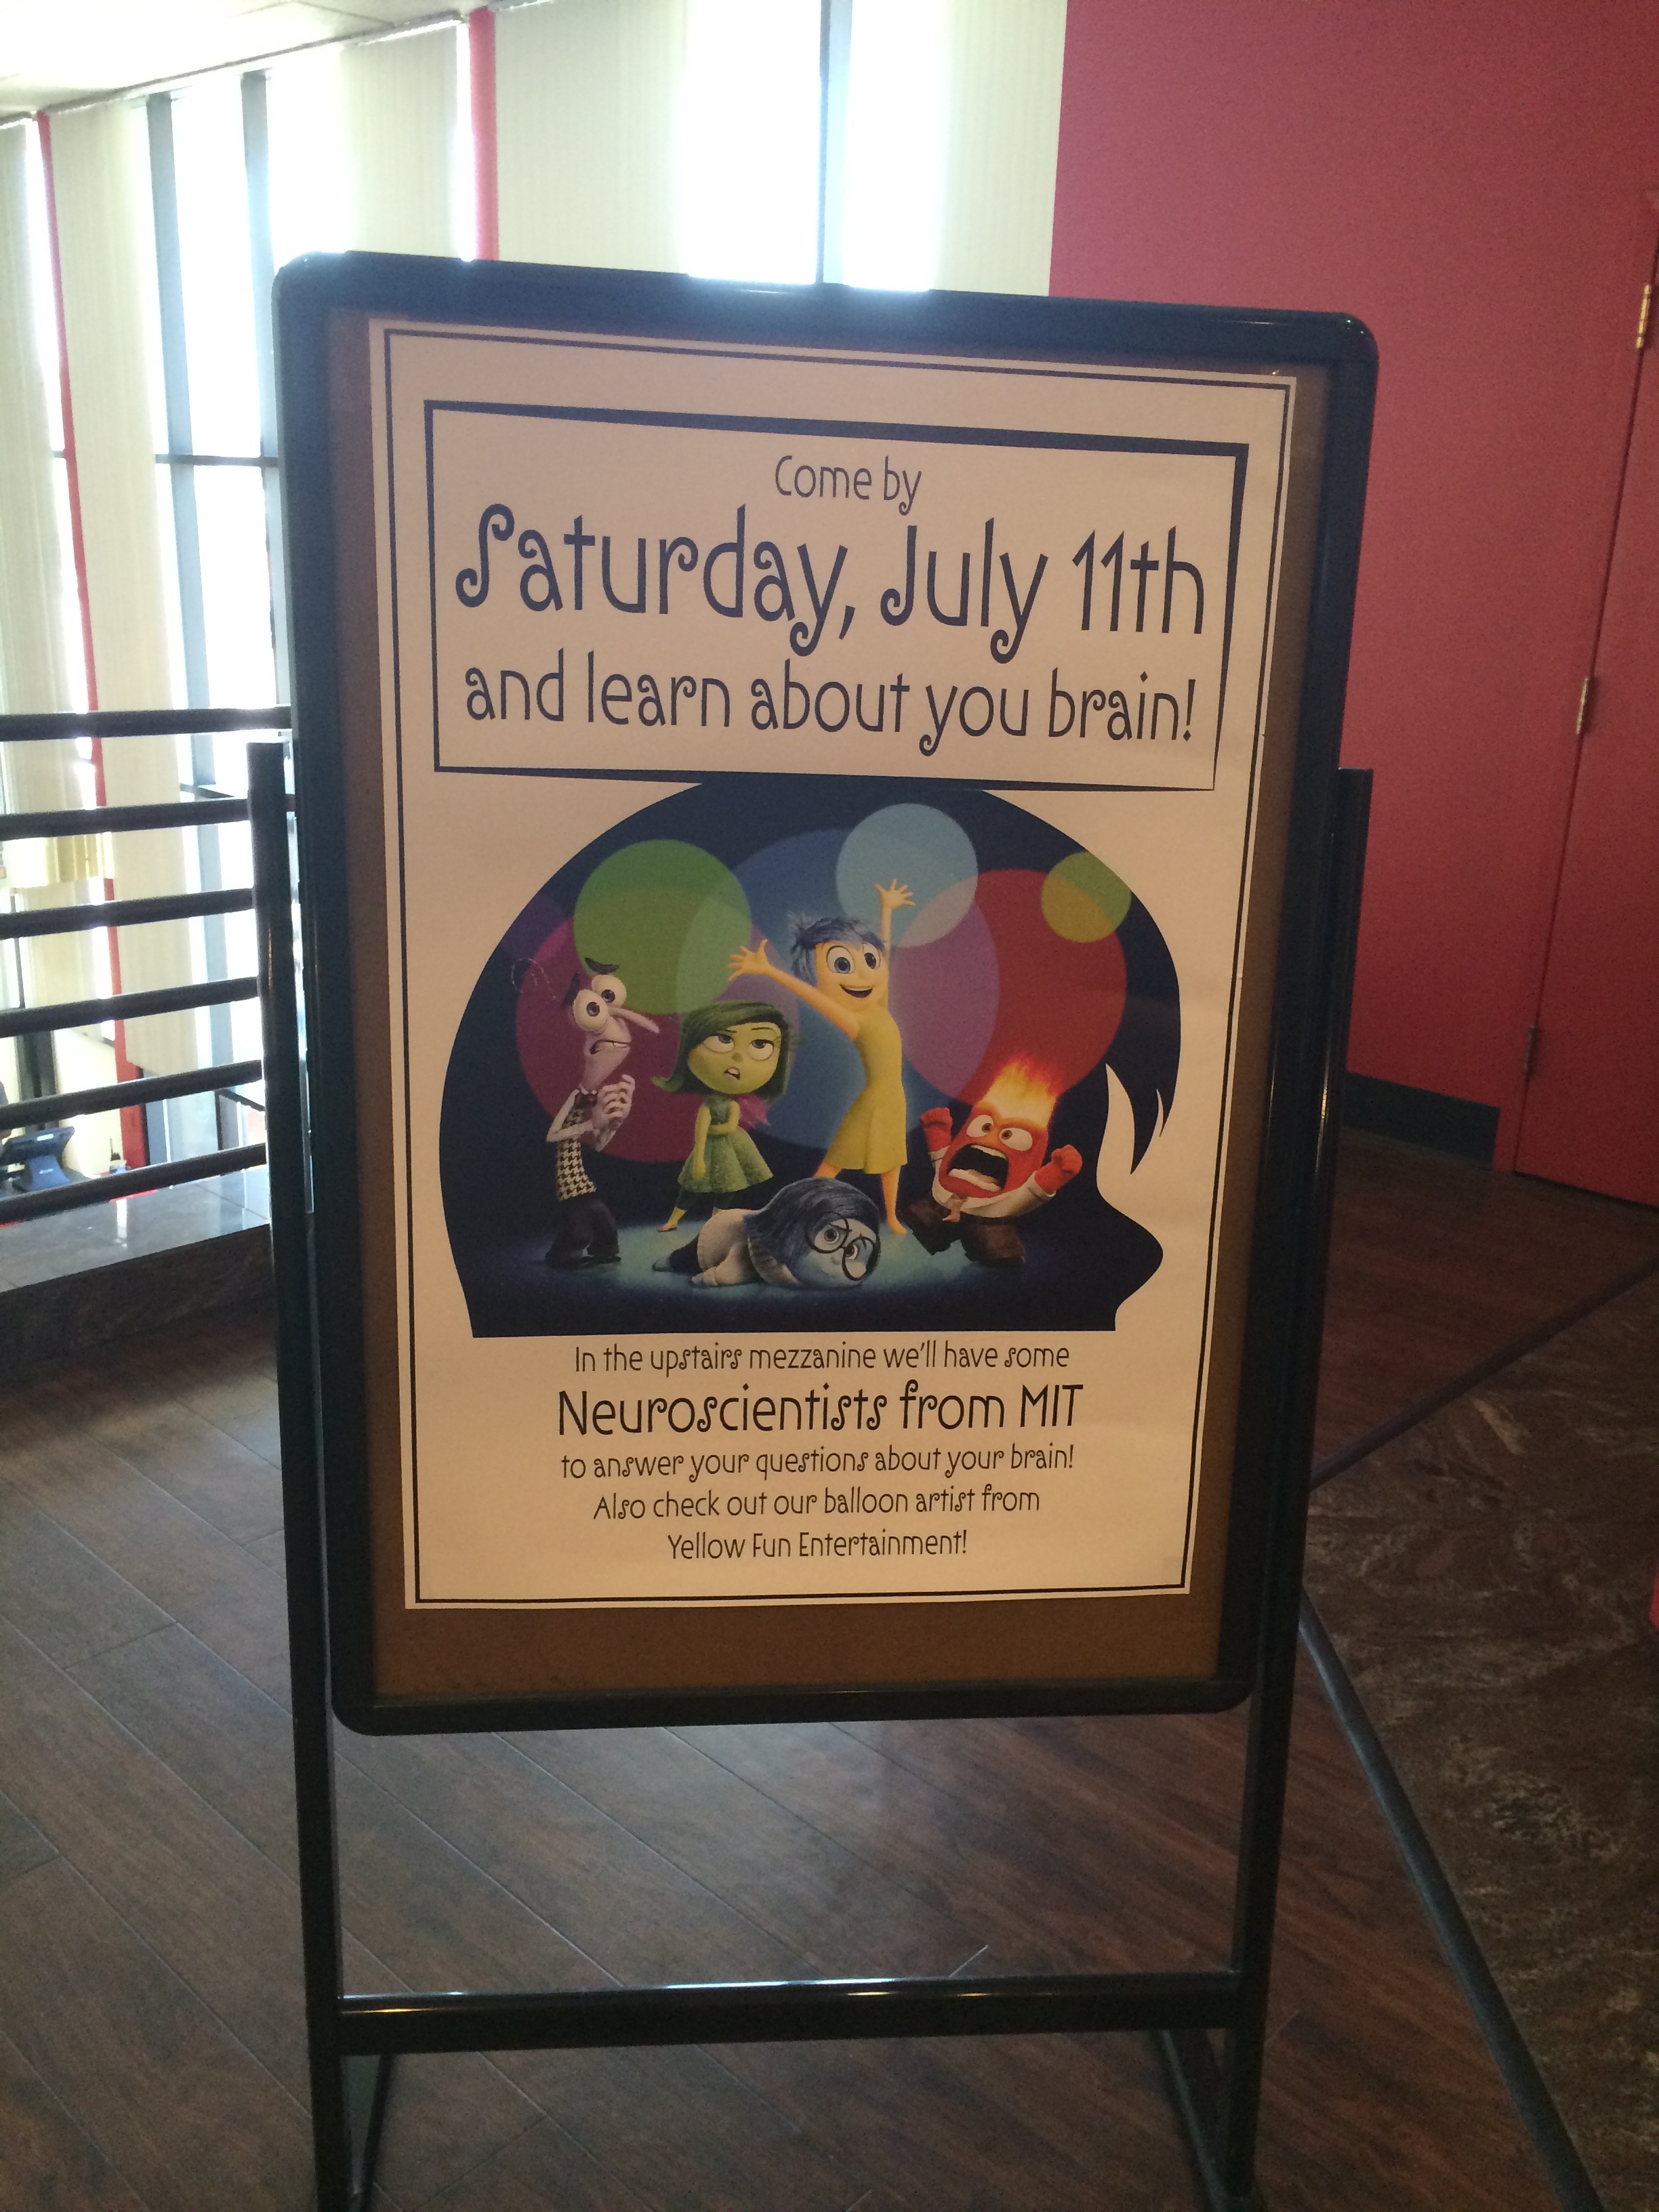 Come by
Saturday, July 11th
and learn about you brain!
In the upstairs mezzanine we'll have some
Neuroscientists from MIT
to answer your questions about your brain!
Also check out our balloon artist from
Yellow Fun Entertainment!